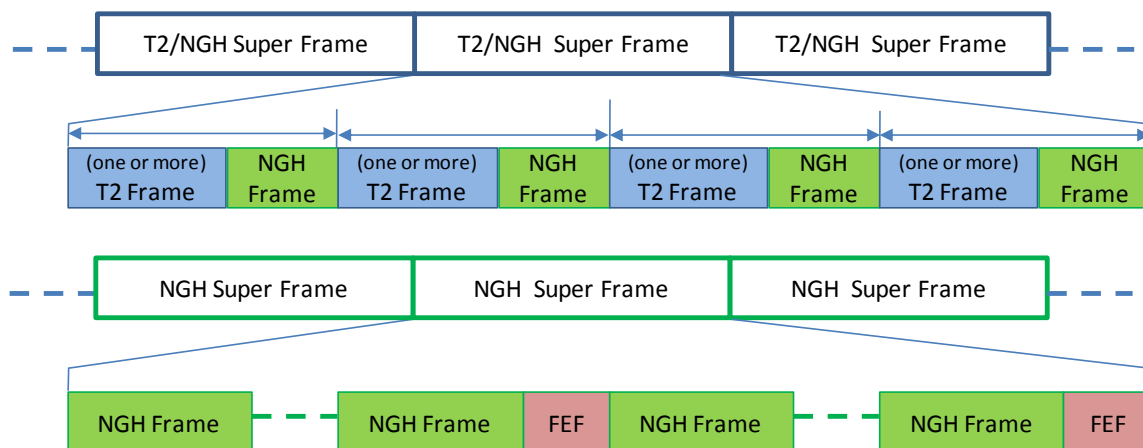 T2/NGH Super Frame T2/NGH Super Frame T2/NGH Super Frame
(one or more) NGH (one or more) NGH (one or more) NGH (one or more) NGH
T2 Frame Frame T2 Frame Frame T2 Frame Frame T2 Frame Frame
NGH Super Frame NGH Super Frame NGH Super Frame
NGH Frame NGH Frame FEF NGH Frame NGH Frame FEF